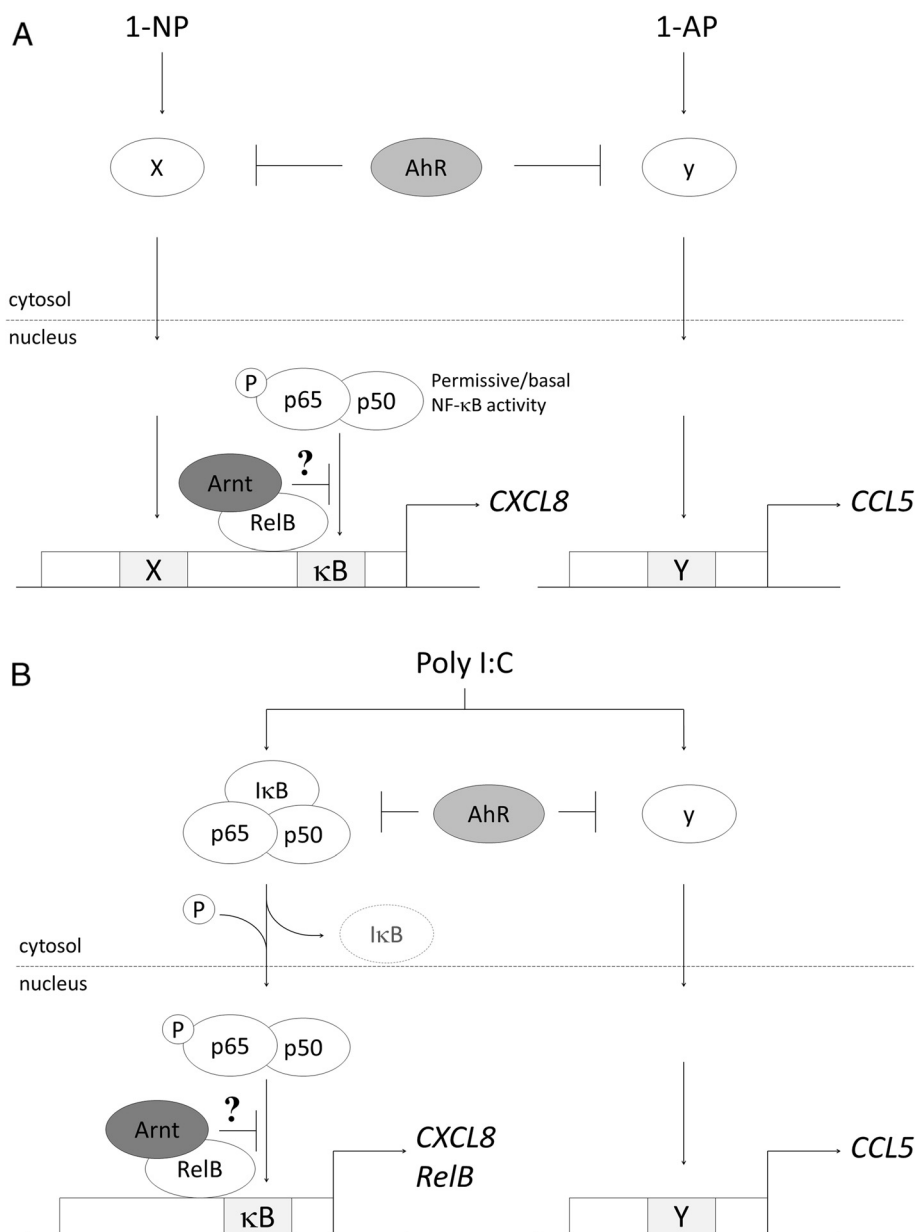 A
1-NP
1-AP
X
AhR
y
cytosol
nucleus
P
p65
p50
Permissive/basal
NF-κB activity
Arnt
?
RelB
CXCL8
CCL5
X
κB
Y
B
Poly I:C
IκB
p65
p50
AhR
y
P
IκB
cytosol
nucleus
P
p65
p50
Arnt
?
RelB
CXCL8
RelB
CCL5
κB
Y